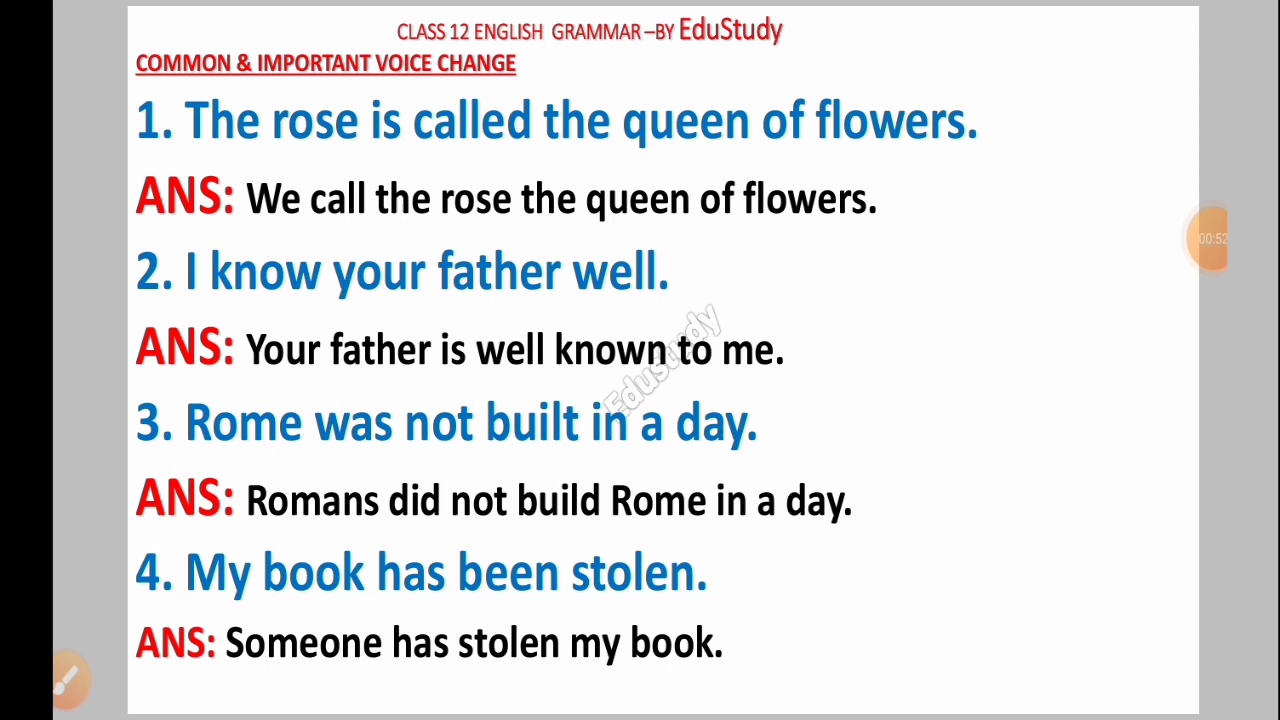 CLASS 12 ENGLISH GRAMMAR –BY EduStudy
COMMON & IMPORTANT VOICE CHANGE
1. The rose is called the queen of flowers.
ANS: We call the rose the queen of flowers.
00:52
2. I know your father well.
ANS: Your father is well known to me.
EduStudy
3. Rome was not built in a day.
ANS: Romans did not build Rome in a day.
4. My book has been stolen.
ANS: Someone has stolen my book.